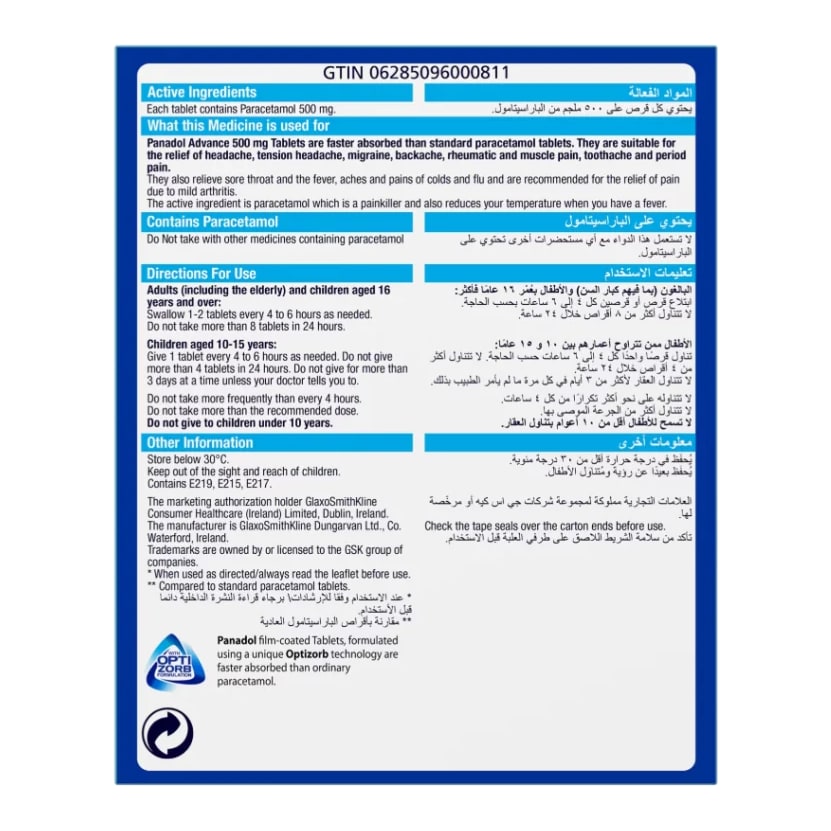 GTIN 06285096000811
Active Ingredients
المواد الفعالة
Each tablet contains Paracetamol 500 mg.
يحتوي كل قرص على ٥٠٠ ملجم من الباراسيتامول.
What this Medicine is used for
Panadol Advance 500 mg Tablets are faster absorbed than standard paracetamol tablets. They are suitable for
the relief of headache, tension headache, migraine, backache, rheumatic and muscle pain, toothache and period
pain.
They also relieve sore throat and the fever, aches and pains of colds and flu and are recommended for the relief of pain
due to mild arthritis.
The active ingredient is paracetamol which is a painkiller and also reduces your temperature when you have a fever.
Contains Paracetamol
Do Not take with other medicines containing paracetamol
يحتوي على الباراسيتامول
لا تستعمل هذا الدواء مع أي مستحضرات أخرى تحتوي على
الباراسيتامول.
Directions For Use
Adults (including the elderly) and children aged 16
years and over:
Swallow 1-2 tablets every 4 to 6 hours as needed.
Do not take more than 8 tablets in 24 hours.
Children aged 10-15 years:
Give 1 tablet every 4 to 6 hours as needed. Do not give
more than 4 tablets in 24 hours. Do not give for more than
3 days at a time unless your doctor tells you to.
Do not take more frequently than every 4 hours.
Do not take more than the recommended dose.
Do not give to children under 10 years.
تعليمات الاستخدام
البالغون (بما فيهم كبار السن) والأطفال بعُمْر ١٦ عامًا فأكثر:
ابتلاع قرص أو قرصين كل ٤ إلى ٦ ساعات بحسب الحاجة.
لا تتناول أكثر من ٨ أقراص خلال ٢٤ ساعة.
الأطفال ممن تتراوح أعمارهم بين ١٠ و ١٥ عامًا:
تناول قرصًا واحدًا كل ٤ إلى ٦ ساعات حسب الحاجة. لا تتناول أكثر
من ٤ أقراص خلال ٢٤ ساعة.
لا تتناول العقار لأكثر من ٣ أيام في كل مرة ما لم يأمر الطبيب بذلك.
لا تتناوله على نحو أكثر تكرارًا من كل ٤ ساعات.
لا تتناول أكثر من الجرعة الموصى بها.
لا تسمح للأطفال أقل من ١٠ أعوام بتناول العقار.
Other Information
Store below 30°C.
Keep out of the sight and reach of children.
Contains E219, E215, E217.
The marketing authorization holder GlaxoSmithKline
Consumer Healthcare (Ireland) Limited, Dublin, Ireland.
The manufacturer is GlaxoSmithKline Dungarvan Ltd., Co.
Waterford, Ireland.
Trademarks are owned by or licensed to the GSK group of
companies.
* When used as directed/always read the leaflet before use.
** Compared to standard paracetamol tablets.
* عند الاستخدام وفقا للإرشادات\ برجاء قراءة النشرة الداخلية دائما
قبل الأستخدام.
** مقارنة بأقراص الباراسيتامول العادية
معلومات أخرى
يُحفَظ في درجة حرارة أقل من ٣٠ درجة مئوية.
يُحفَظ بعيدًا عن رؤية ومُتناوَل الأطفال.
العلامات التجارية مملوكة لمجموعة شركات جي اس كيه أو مرخّصة
لها.
Check the tape seals over the carton ends before use.
تأكد من سلامة الشريط اللاصق على طرفي العلبة قبل الاستخدام.
WITH
OPTI
ZORB
FORMULATION
Panadol film-coated Tablets, formulated
using a unique Optizorb technology are
faster absorbed than ordinary
paracetamol.